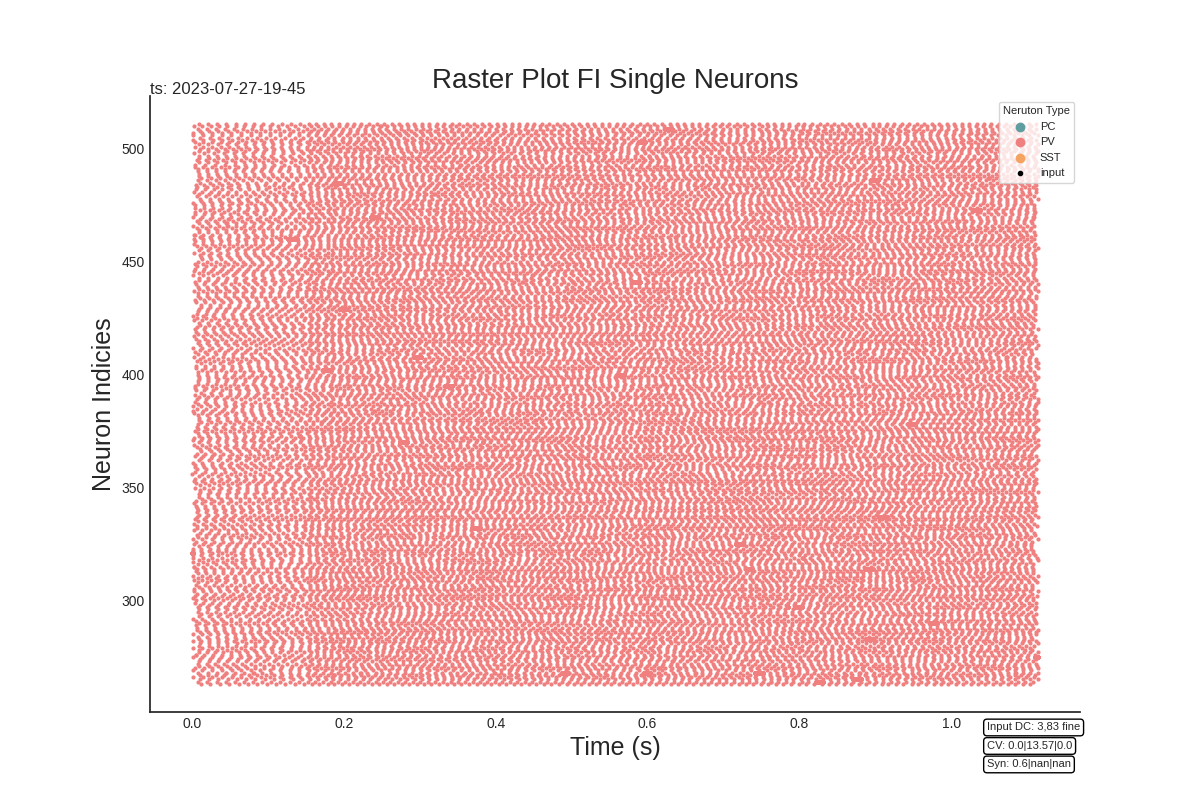 Raster Plot FI Single Neurons
ts: 2023-07-27-19-45
Neruton Type
PC
PV
SST
input
Neuron Indicies
500
450
400
350
300
0.0 0.2 0.4 0.6 0.8 1.0
Time (s)
Input DC: 3,83 fine
CV: 0.0|13.57|0.0
Syn: 0.6|nan|nan